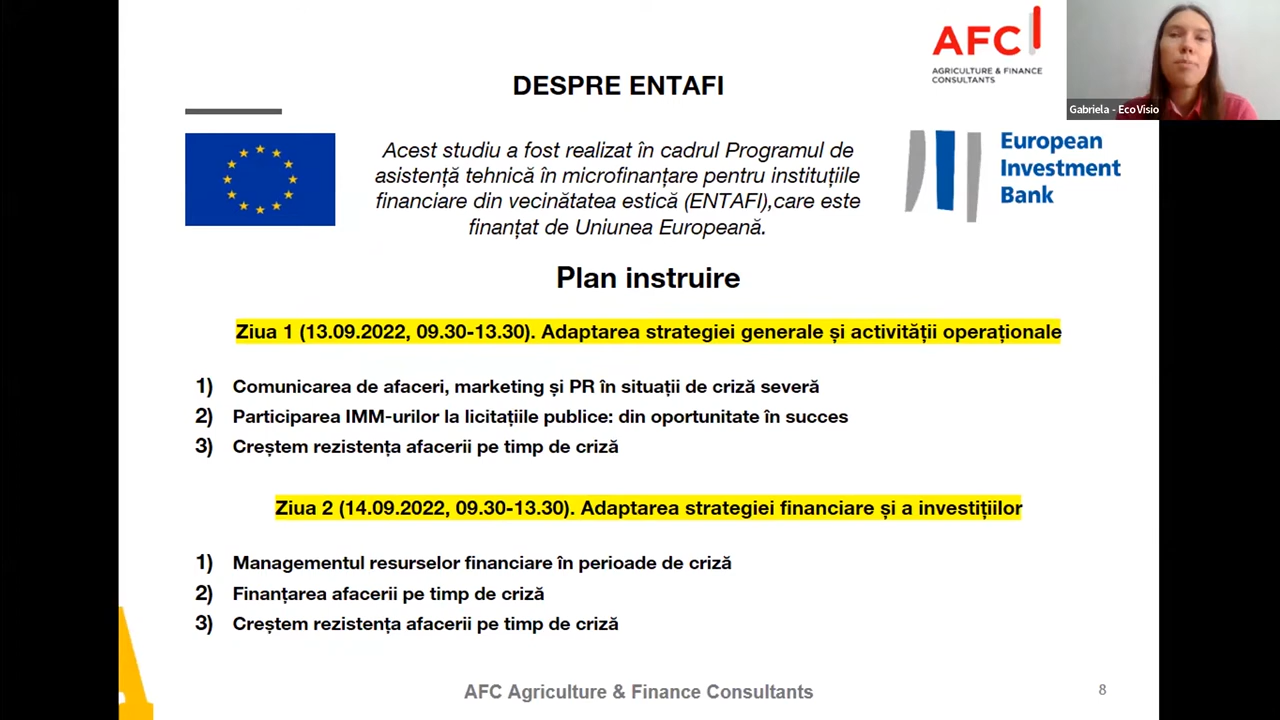 AFC
AGRICULTURE & FINANCE
CONSULTANTS
Gabriela - EcoVisio
DESPRE ENTAFI
Acest studiu a fost realizat în cadrul Programul de
asistență tehnică în microfinanțare pentru instituțiile
financiare din vecinătatea estică (ENTAFI),care este
finanțat de Uniunea Europeană.
European
Investment
Bank
Plan instruire
Ziua 1 (13.09.2022, 09.30-13.30). Adaptarea strategiei generale și activității operaționale
1) Comunicarea de afaceri, marketing și PR în situații de criză severă
2) Participarea IMM-urilor la licitațiile publice: din oportunitate în succes
3) Creștem rezistența afacerii pe timp de criză
Ziua 2 (14.09.2022, 09.30-13.30). Adaptarea strategiei financiare și a investițiilor
1) Managementul resurselor financiare în perioade de criză
2) Finanțarea afacerii pe timp de criză
3) Creștem rezistența afacerii pe timp de criză
AFC Agriculture & Finance Consultants
8